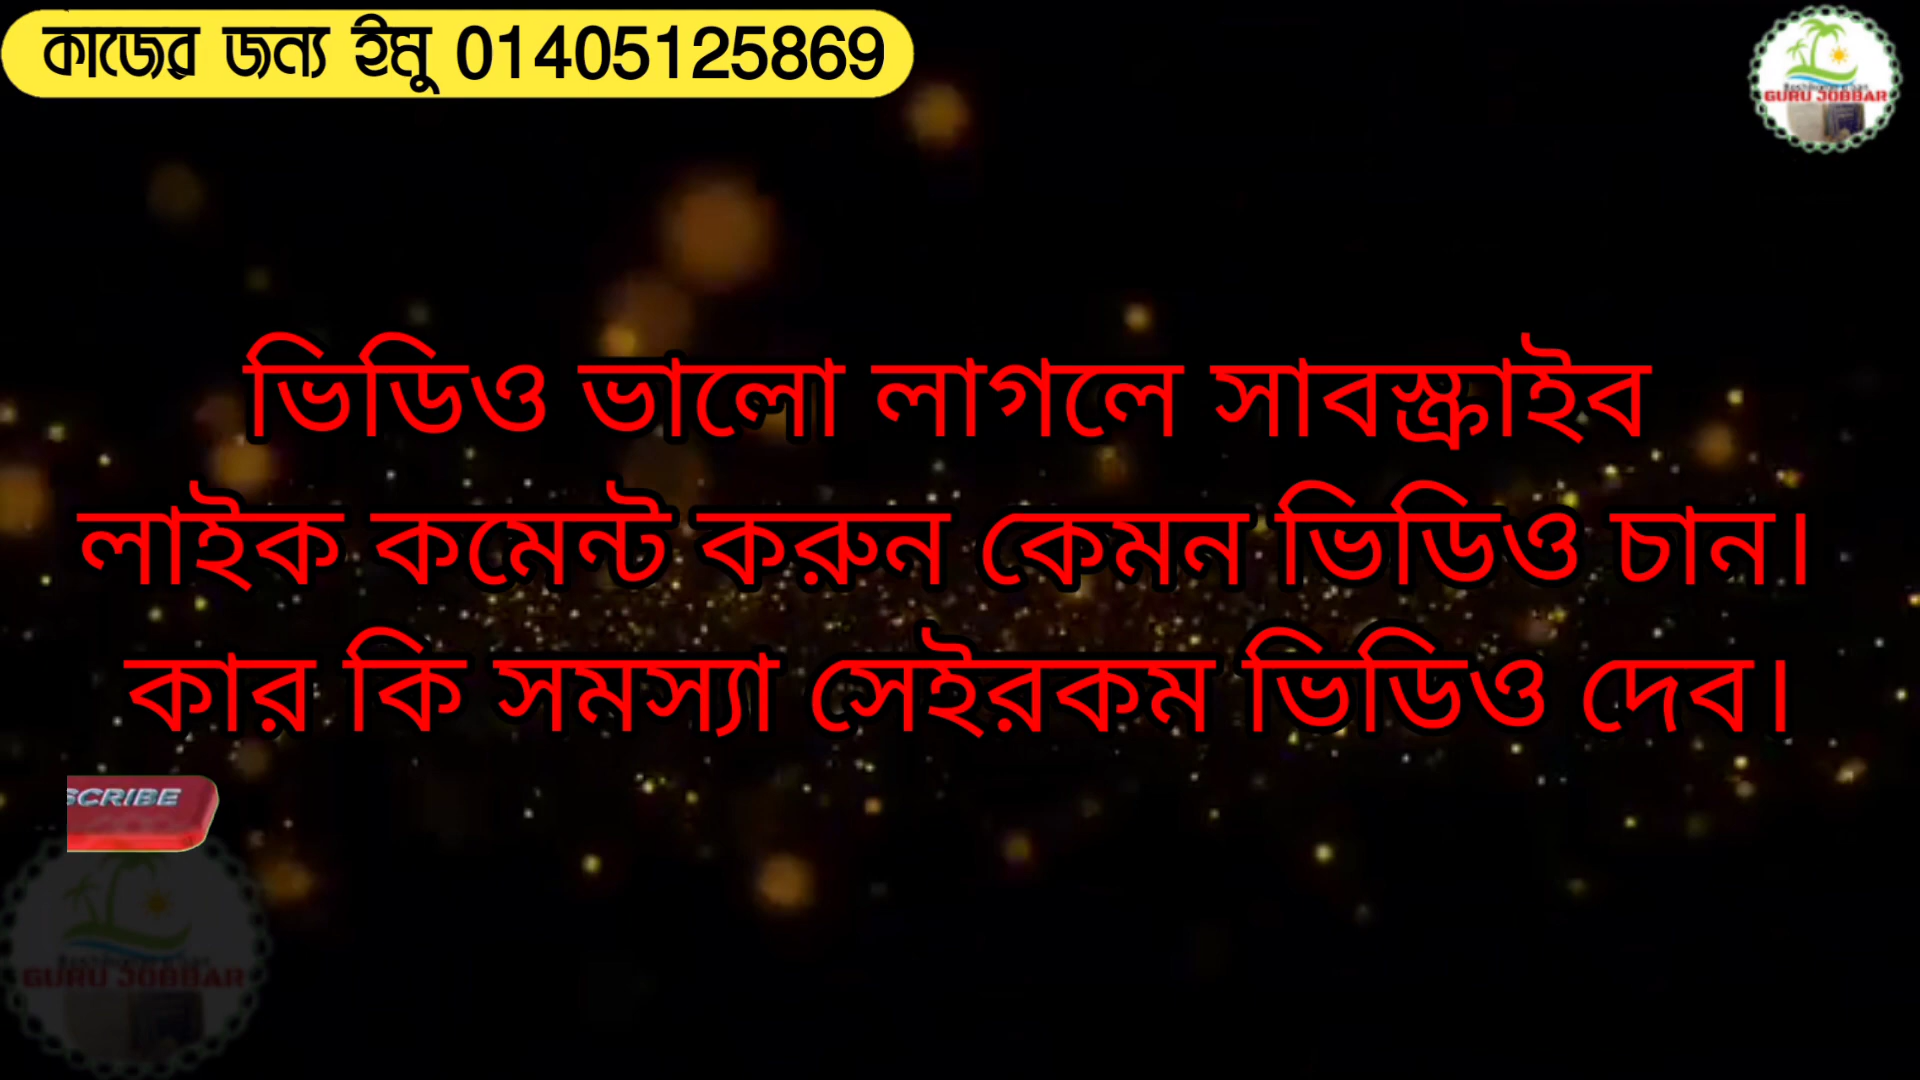 কাজের জন্য ইমু 01405125869
GURU JOBBAR
ভিডিও ভালো লাগলে সাবস্ক্রাইব
লাইক কমেন্ট করুন কেমন ভিডিও চান।
কার কি সমস্যা সেইরকম ভিডিও দেব।
SCRIBE
GURU JOBBAR